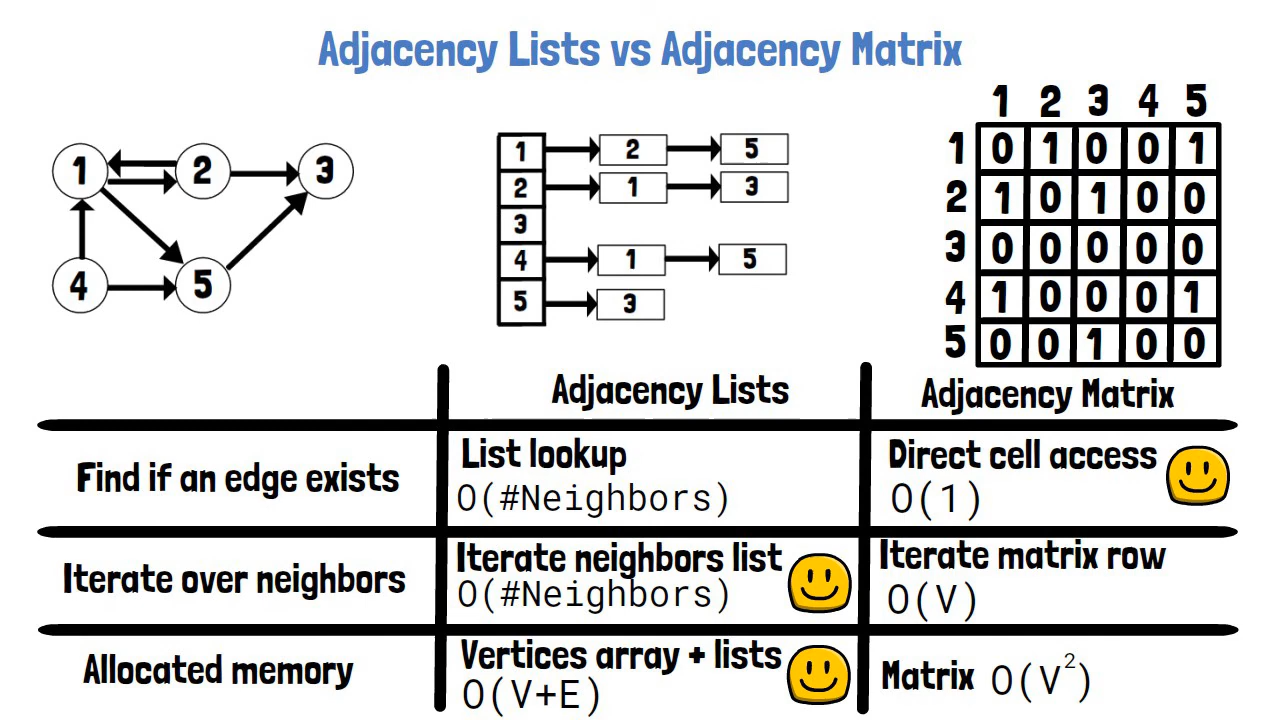 Adjacency Lists vs Adjacency Matrix
1 2 3
4 5
1 2 5
2 1 3
3
4 1 5
5 3
1 2 3 4 5
1 0 1 0 0 1
2 1 0 1 0 0
3 0 0 0 0 0
4 1 0 0 0 1
5 0 0 1 0 0
Adjacency Lists
Adjacency Matrix
Find if an edge exists
List lookup
O(#Neighbors)
Direct cell access
O(1)
Iterate over neighbors
Iterate neighbors list
O(#Neighbors)
Iterate matrix row
O(V)
Allocated memory
Vertices array + lists
O(V+E)
Matrix O(V²)